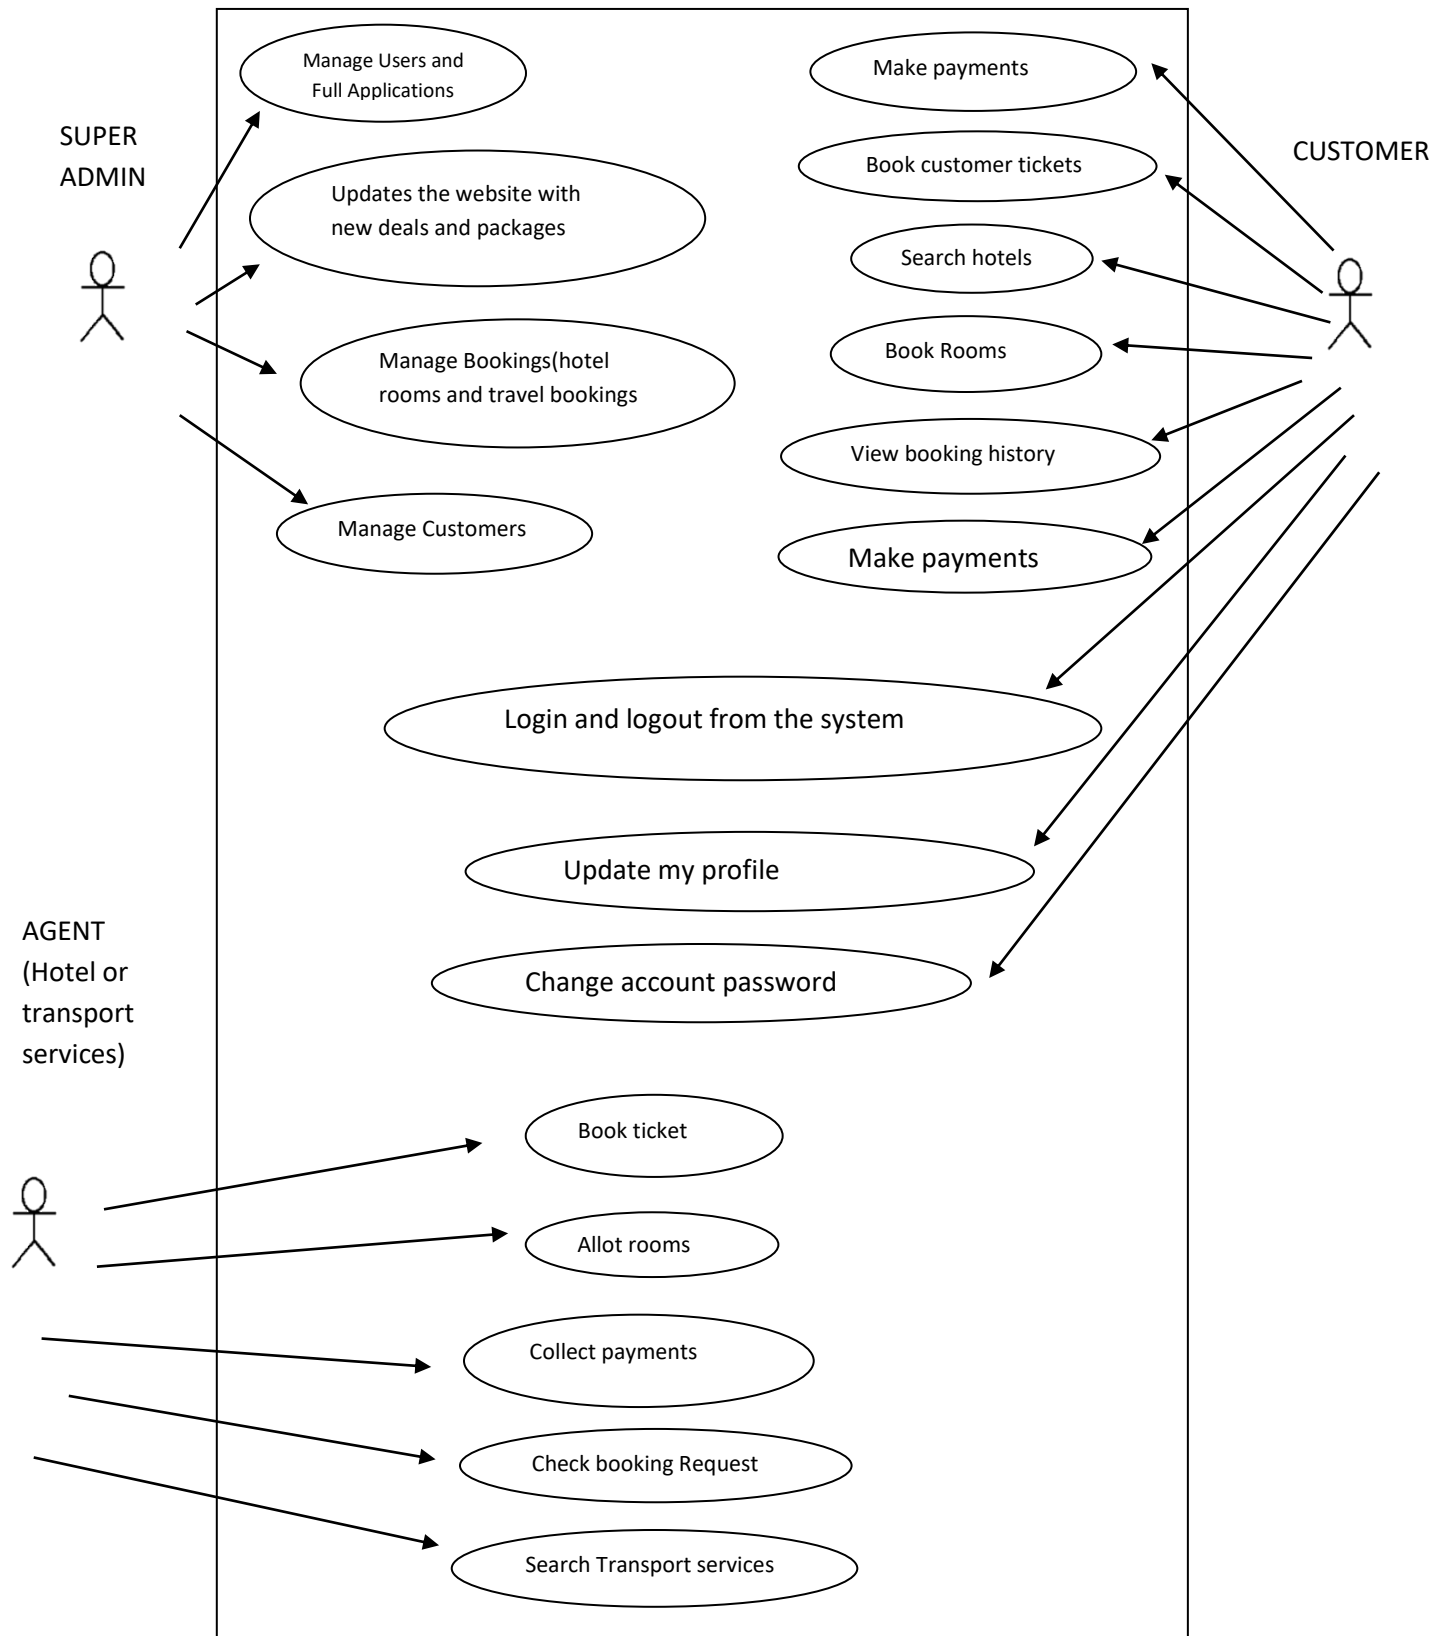 SUPER
ADMIN
Manage Users and
Full Applications
Updates the website with
new deals and packages
Manage Bookings(hotel
rooms and travel bookings
Manage Customers
CUSTOMER
Make payments
Book customer tickets
Search hotels
Book Rooms
View booking history
Make payments
Login and logout from the system
Update my profile
Change account password
AGENT
(Hotel or
transport
services)
Book ticket
Allot rooms
Collect payments
Check booking Request
Search Transport services